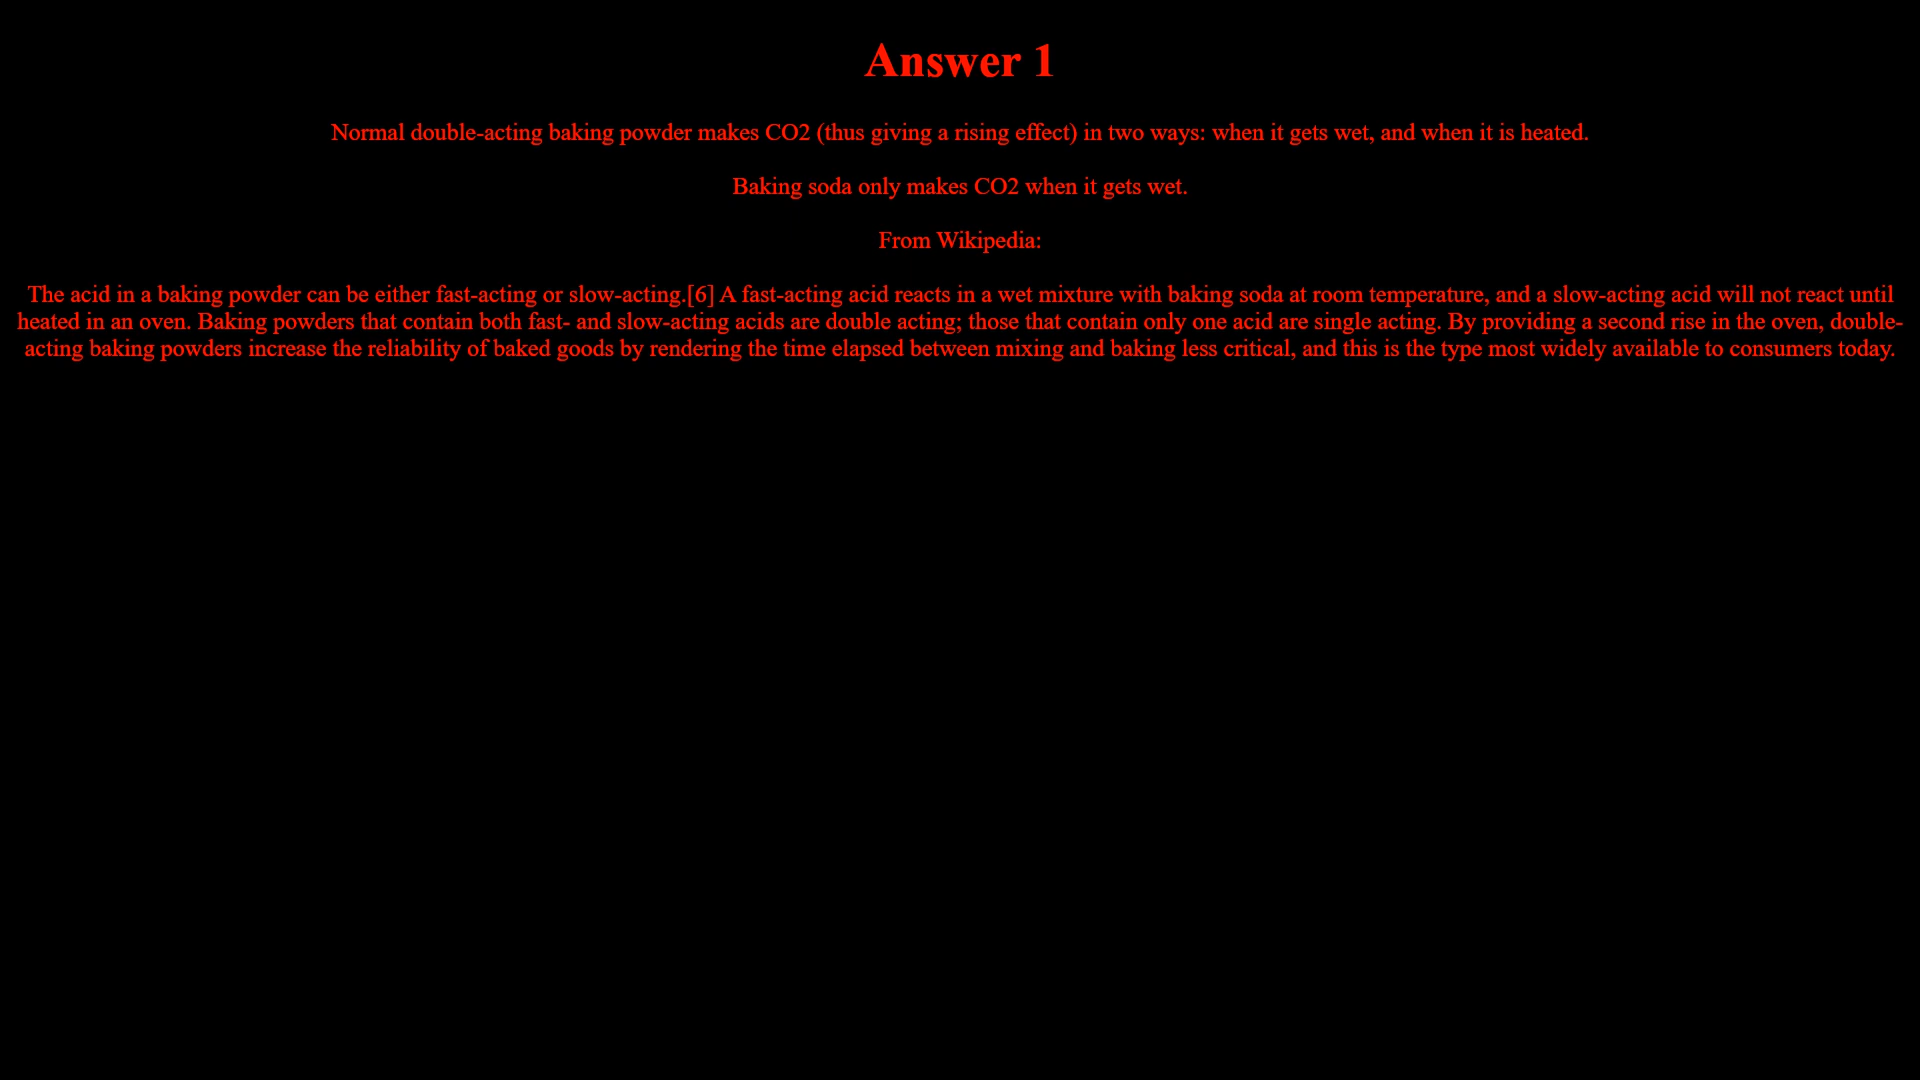 Answer 1
Normal double-acting baking powder makes CO2 (thus giving a rising effect) in two ways: when it gets wet, and when it is heated.
Baking soda only makes CO2 when it gets wet.
From Wikipedia:
The acid in a baking powder can be either fast-acting or slow-acting.[6] A fast-acting acid reacts in a wet mixture with baking soda at room temperature, and a slow-acting acid will not react until
heated in an oven. Baking powders that contain both fast- and slow-acting acids are double acting; those that contain only one acid are single acting. By providing a second rise in the oven, double-
acting baking powders increase the reliability of baked goods by rendering the time elapsed between mixing and baking less critical, and this is the type most widely available to consumers today.